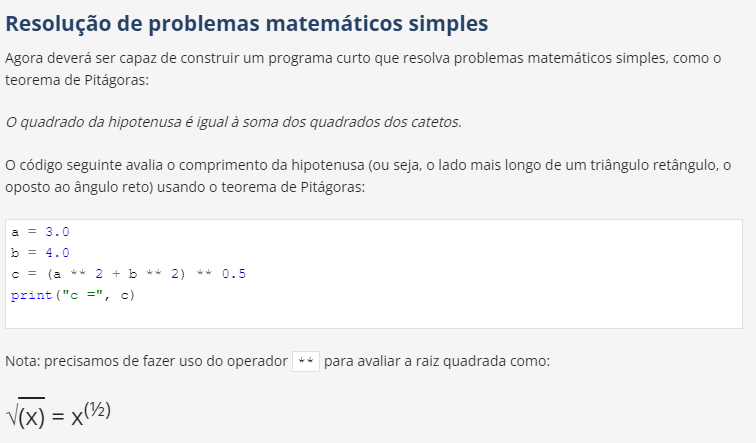 Resolução de problemas matemáticos simples
Agora deverá ser capaz de construir um programa curto que resolva problemas matemáticos simples, como o
teorema de Pitágoras:
O quadrado da hipotenusa é igual à soma dos quadrados dos catetos.
O código seguinte avalia o comprimento da hipotenusa (ou seja, o lado mais longo de um triângulo retângulo, o
oposto ao ângulo reto) usando o teorema de Pitágoras:
a = 3.0
b = 4.0
c = (a ** 2 + b ** 2) ** 0.5
print("c =", c)
Nota: precisamos de fazer uso do operador ** para avaliar a raiz quadrada como:
√(x) = x(½)